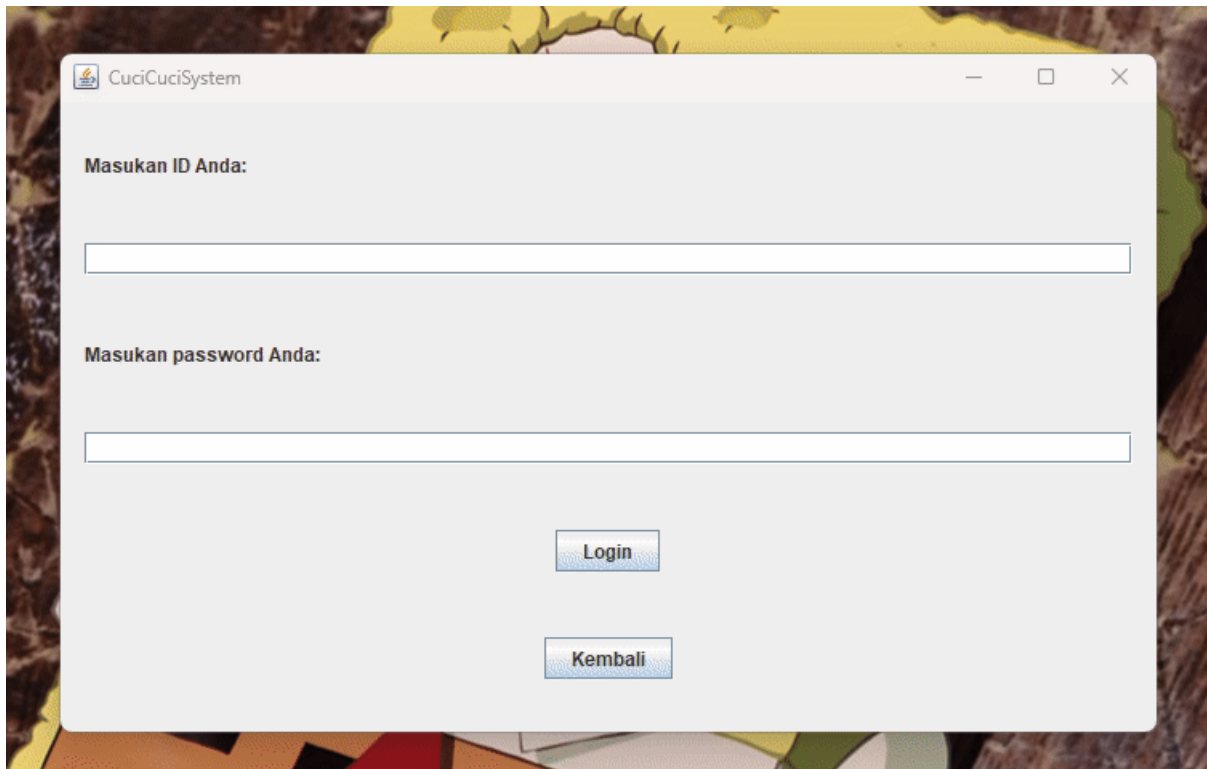 CuciCuciSystem
Masukan ID Anda:
Masukan password Anda:
Login
Kembali